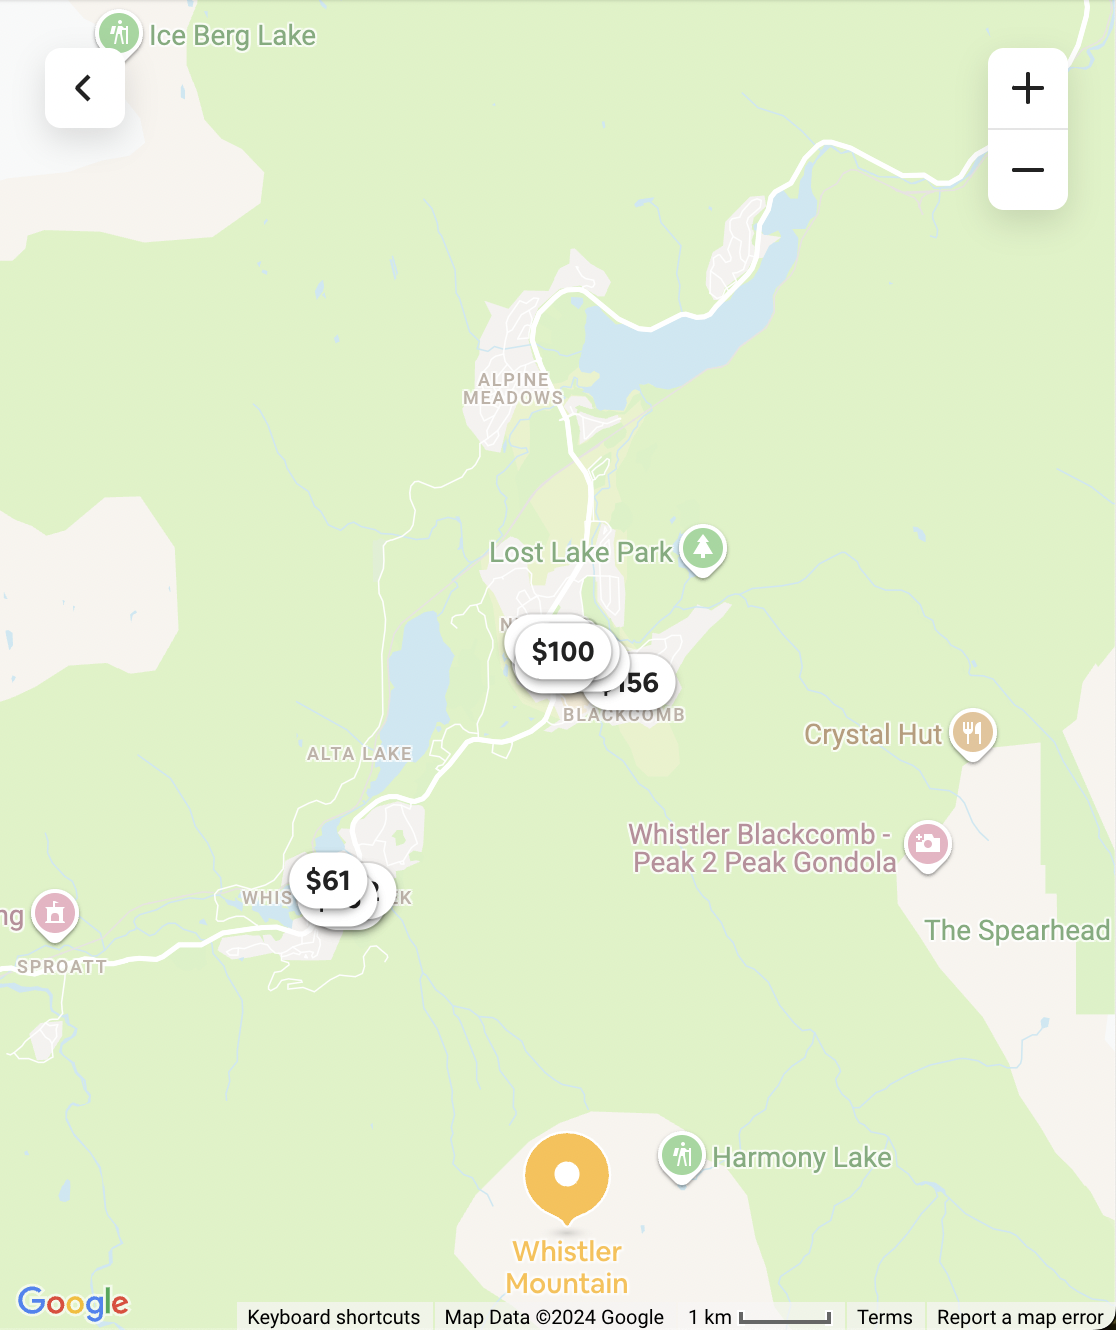 Ice Berg Lake
ALPINE
MEADOWS
Lost Lake Park
$100
$156
BLACKCOMB
Crystal Hut
ALTA LAKE
Whistler Blackcomb -
Peak 2 Peak Gondola
$61
The Spearhead
SPROATT
Harmony Lake
Whistler
Mountain
Google
Keyboard shortcuts
Map Data ©2024 Google
1 km
Terms
Report a map error